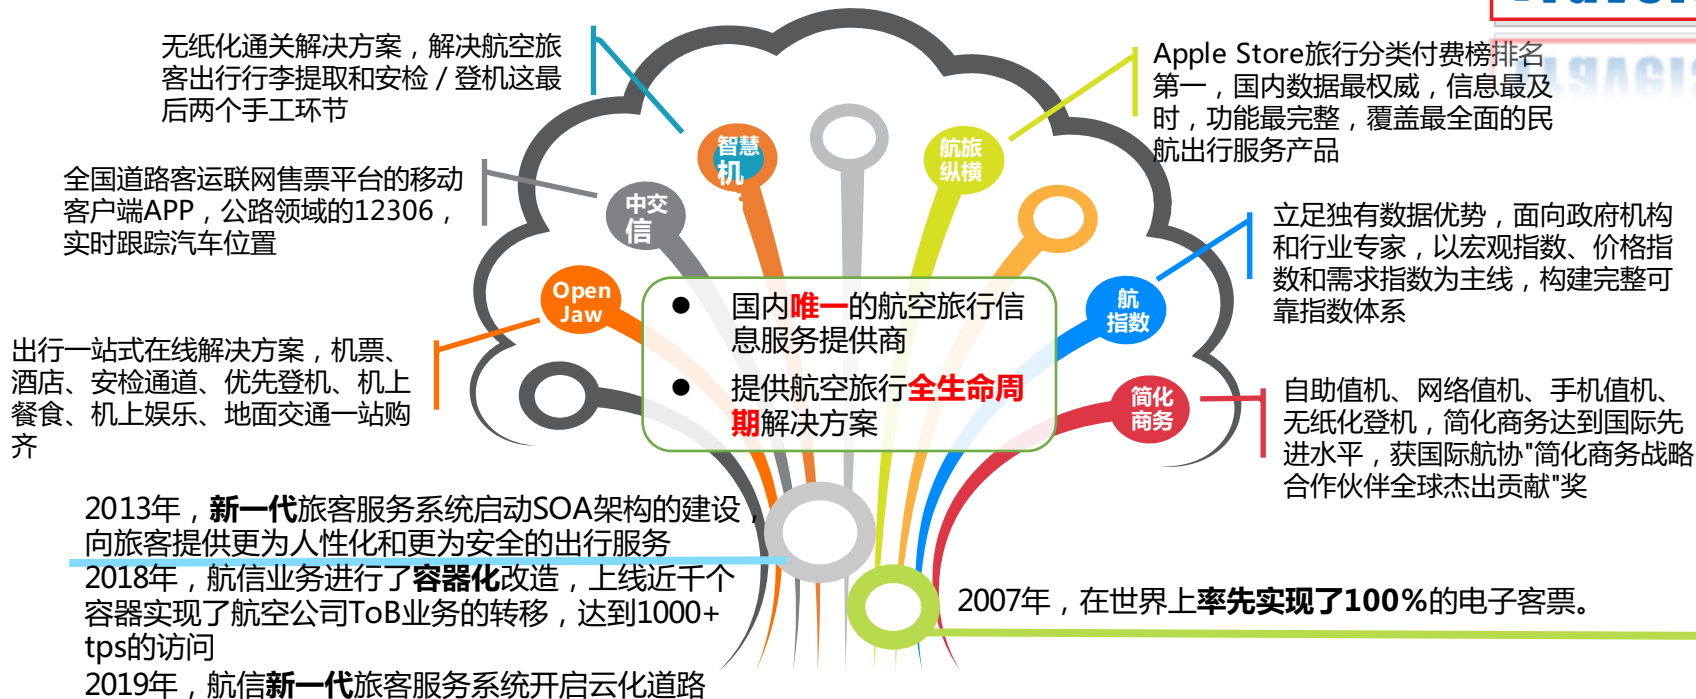 无纸化通关解决方案，解决航空旅
客出行行李提取和安检 / 登机这最
后两个手工环节
Apple Store旅行分类付费榜排名
第一，国内数据最权威，信息最及
时，功能最完整，覆盖最全面的民
航出行服务产品
智慧
机
航旅
纵横
全国道路客运联网售票平台的移动
客户端APP，公路领域的12306，
实时跟踪汽车位置
中交
信
立足独有数据优势，面向政府机构
和行业专家，以宏观指数、价格指
数和需求指数为主线，构建完整可
靠指数体系
Open
Jaw
航
指数
国内唯一的航空旅行信
息服务提供商
提供航空旅行全生命周
期解决方案
出行一站式在线解决方案，机票、
酒店、安检通道、优先登机、机上
餐食、机上娱乐、地面交通一站购
齐
简化
商务
自助值机、网络值机、手机值机、
无纸化登机，简化商务达到国际先
进水平，获国际航协"简化商务战略
合作伙伴全球杰出贡献"奖
2013年，新一代旅客服务系统启动SOA架构的建设，
向旅客提供更为人性化和更为安全的出行服务
2018年，航信业务进行了容器化改造，上线近千个
容器实现了航空公司ToB业务的转移，达到1000+
tps的访问
2019年，航信新一代旅客服务系统开启云化道路
2007年，在世界上率先实现了100%的电子客票。